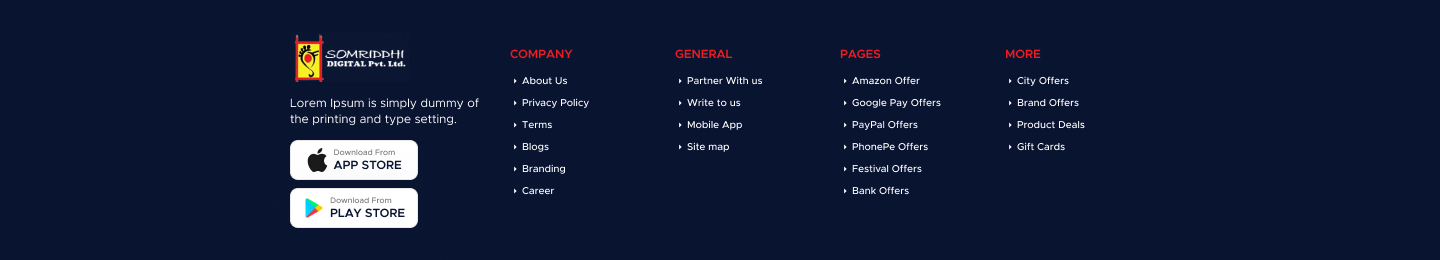 SOMRIDDHI
DIGITAL Pvt. Ltd.
Lorem Ipsum is simply dummy of
the printing and type setting.
Download From
APP STORE
Download From
PLAY STORE
COMPANY
About Us
Privacy Policy
Terms
Blogs
Branding
Career
GENERAL
Partner With us
Write to us
Mobile App
Site map
PAGES
Amazon Offer
Google Pay Offers
PayPal Offers
PhonePe Offers
Festival Offers
Bank Offers
MORE
City Offers
Brand Offers
Product Deals
Gift Cards